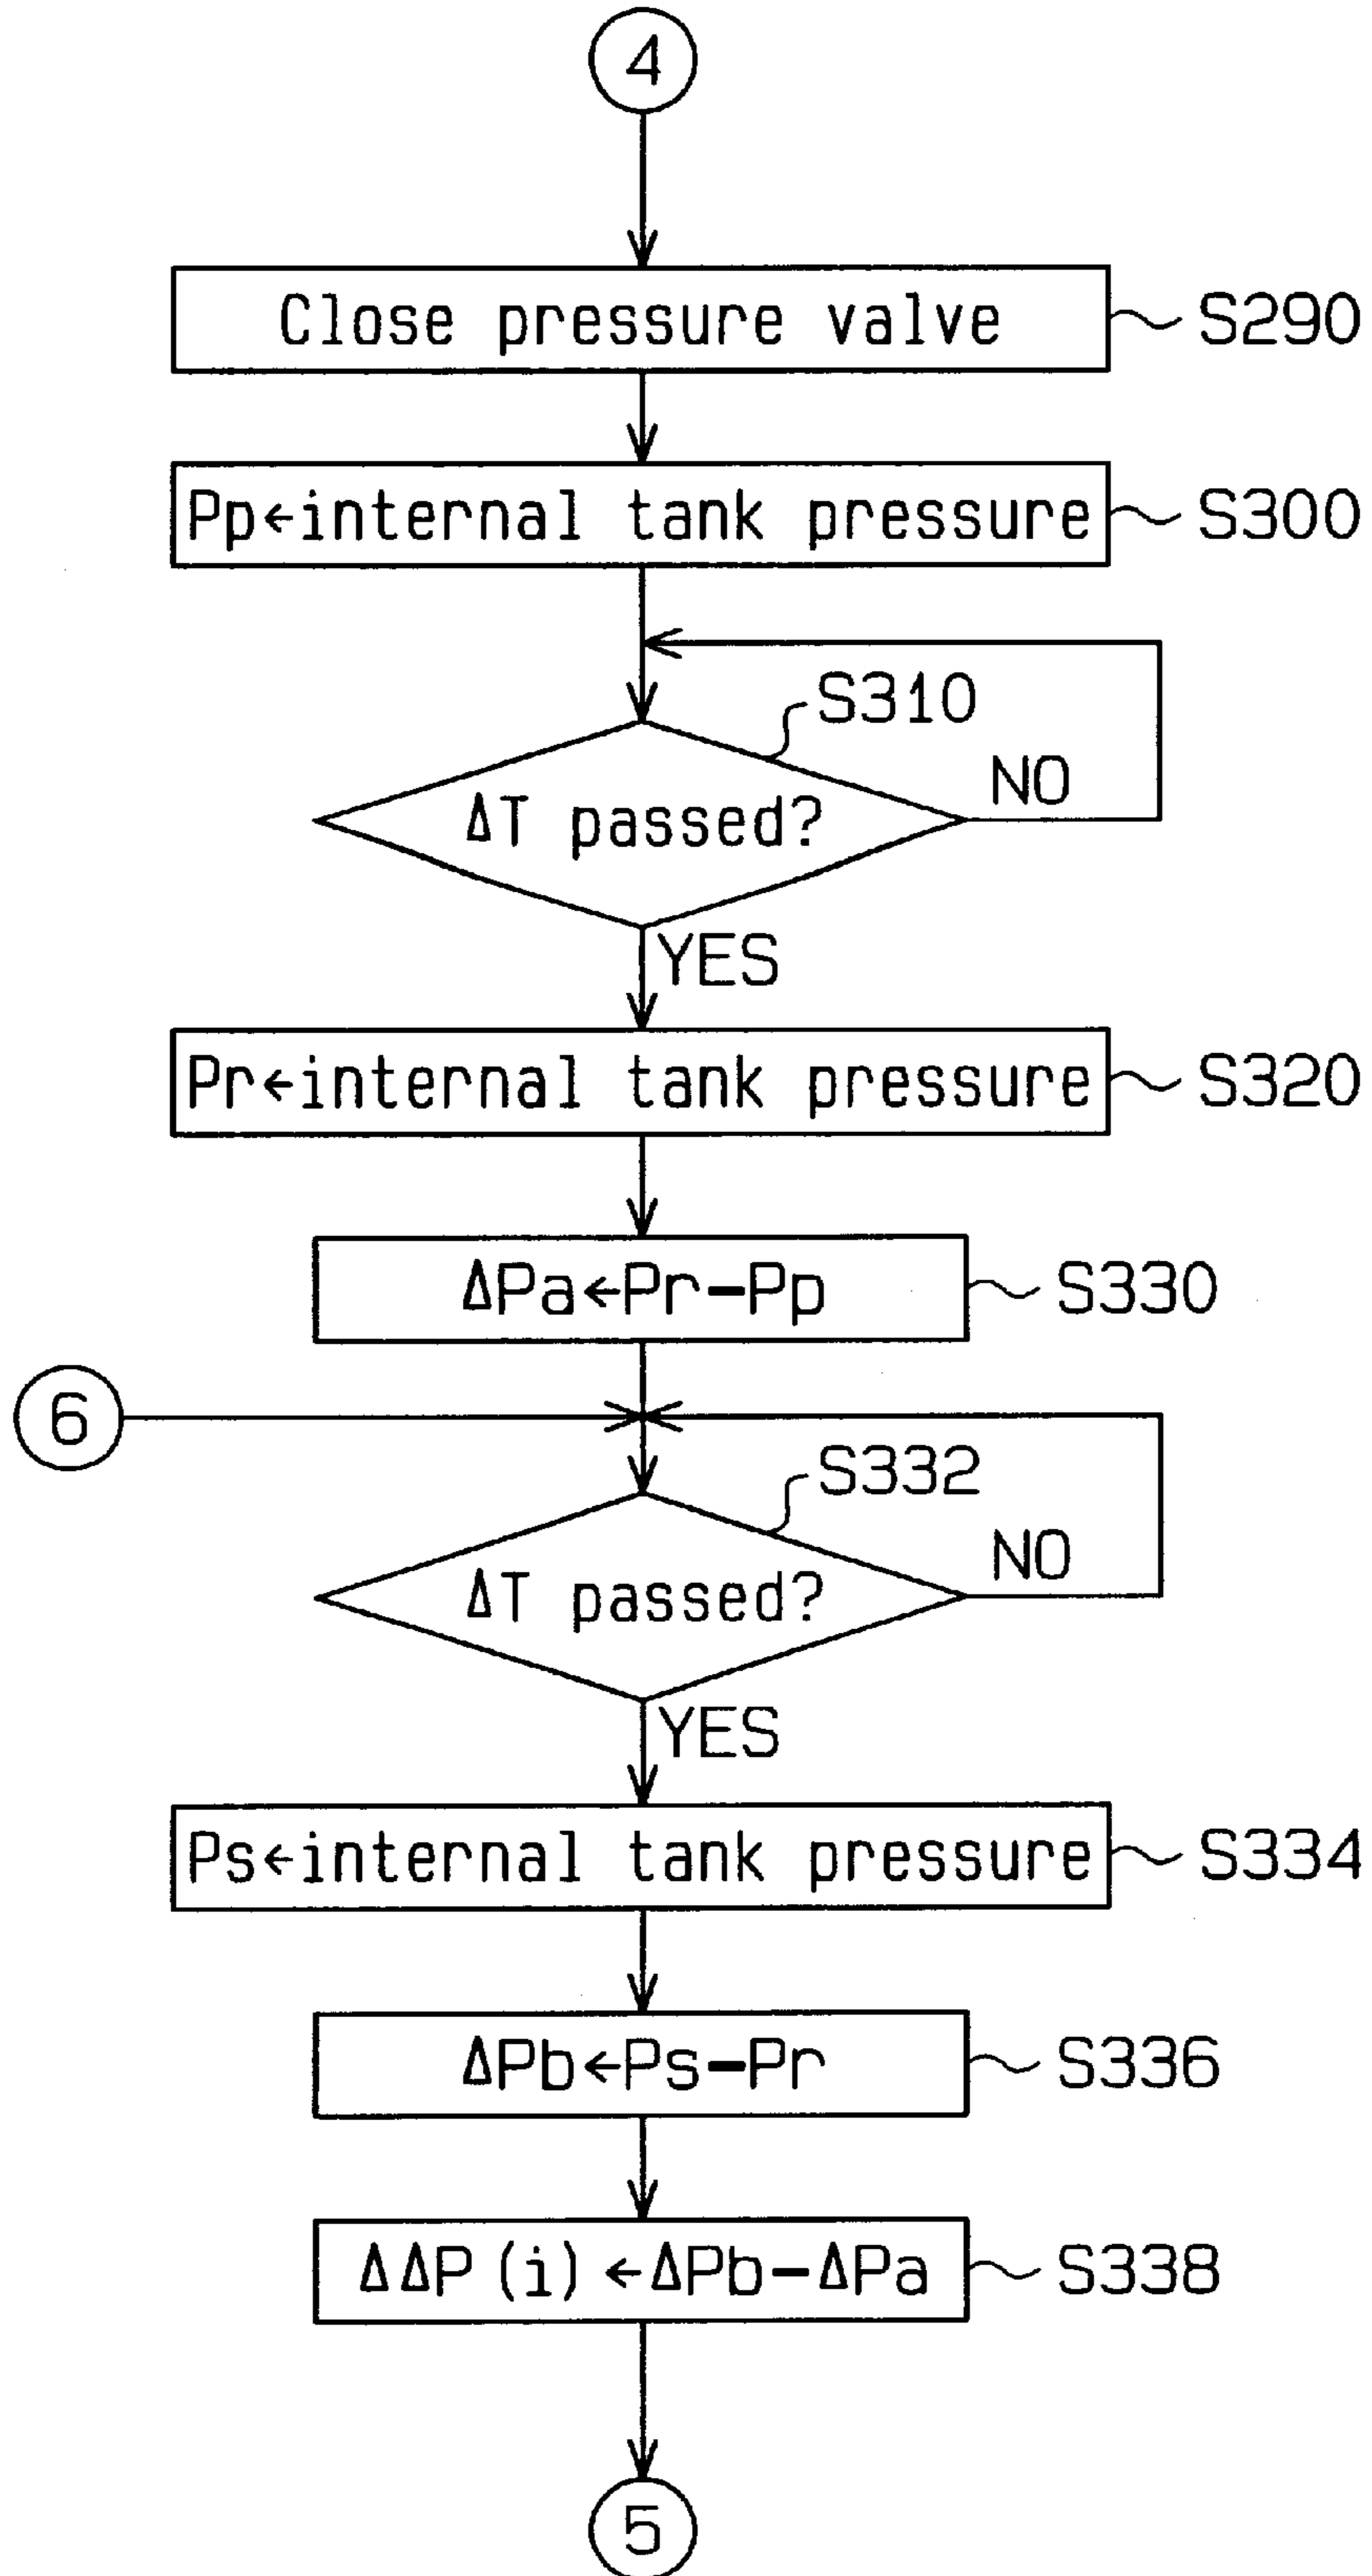 4
Close pressure valve
S290
Pp←internal tank pressure
S300
S310
ΔT passed?
NO
YES
Pr←internal tank pressure
S320
ΔPa←Pr-Pp
S330
6
S332
ΔT passed?
NO
YES
Ps←internal tank pressure
S334
ΔPb←Ps-Pr
S336
ΔΔP(i)←ΔPb-ΔPa
S338
5